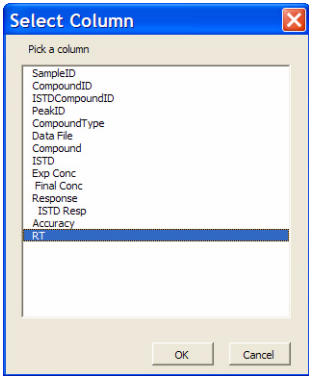 Select Column
Pick a column
SampleID
CompoundID
ISTDCompoundID
PeakID
CompoundType
Data File
Compound
ISTD
Exp Conc
Final Conc
Response
ISTD Resp
Accuracy
RT
OK Cancel